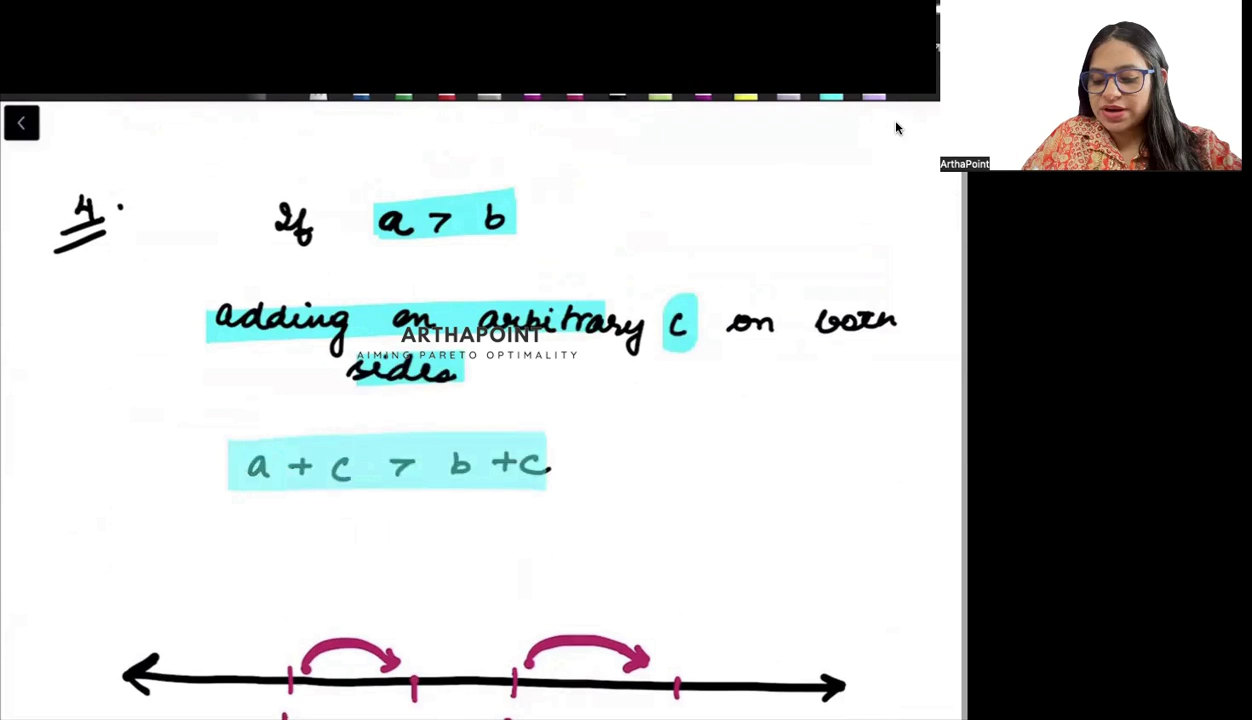 ArthaPoint
4.
If a > b
adding an arbitrary c on both
sides
ARTHAPOINT
AIMING PARETO OPTIMALITY
a + c > b + c